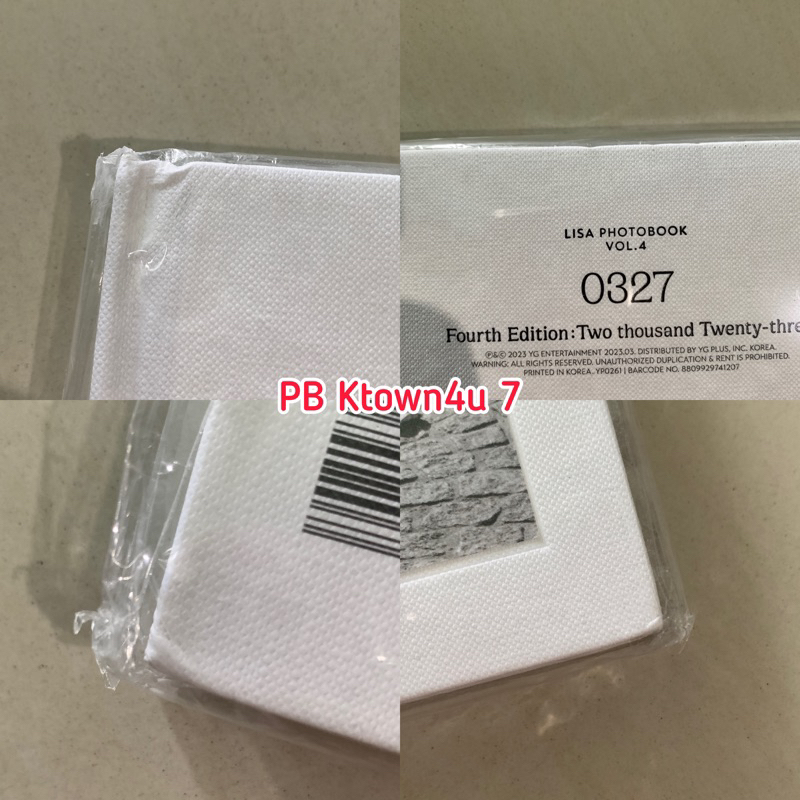 LISA PHOTOBOOK
VOL.4
0327
Fourth Edition:Two thousand Twenty-thre
℗&© 2023 YG ENTERTAINMENT 2023.03. DISTRIBUTED BY YG PLUS, INC. KOREA.
WARNING: ALL RIGHTS RESERVED. UNAUTHORIZED DUPLICATION & RENT IS PROHIBITED.
PRINTED IN KOREA. YP0261 | BARCODE NO. 8809929741207
PB Ktown4u 7